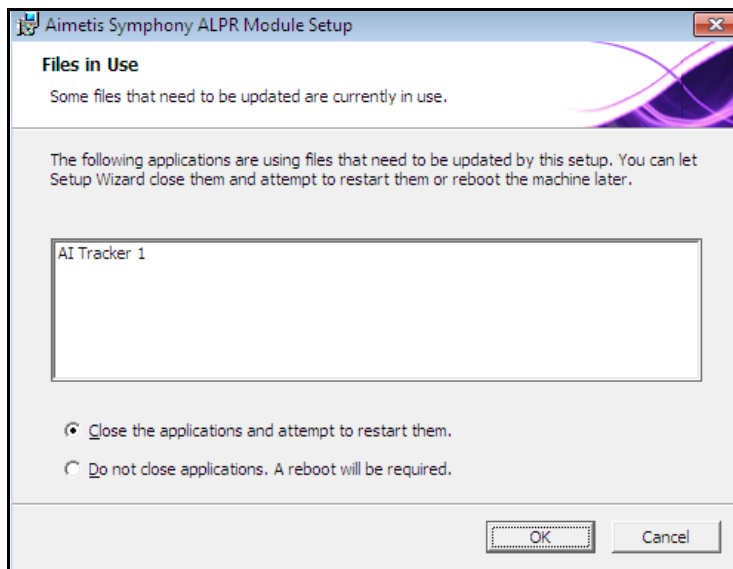 Aimetis Symphony ALPR Module Setup
Files in Use
Some files that need to be updated are currently in use.
The following applications are using files that need to be updated by this setup. You can let
Setup Wizard close them and attempt to restart them or reboot the machine later.
AI Tracker 1
Close the applications and attempt to restart them.
Do not close applications. A reboot will be required.
OK
Cancel